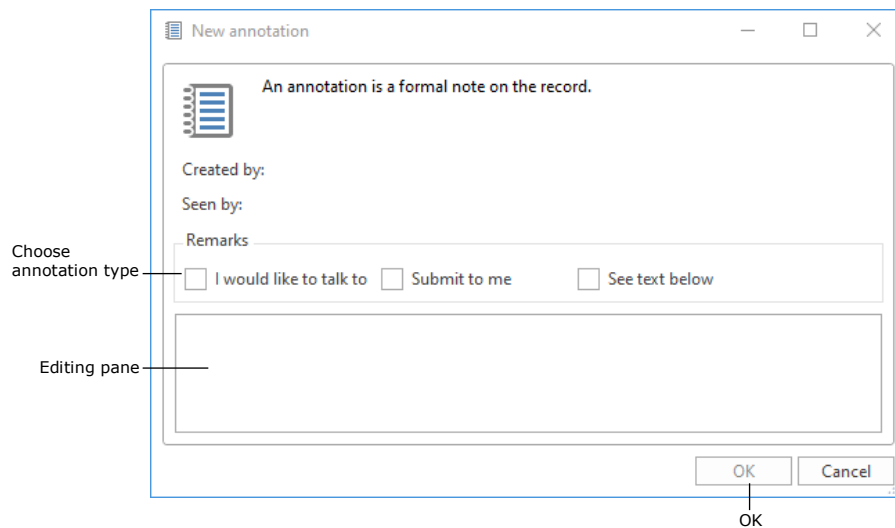 New annotation
An annotation is a formal note on the record.
Created by:
Seen by:
Remarks
Choose
annotation type
I would like to talk to
Submit to me
See text below
Editing pane
OK
Cancel
OK